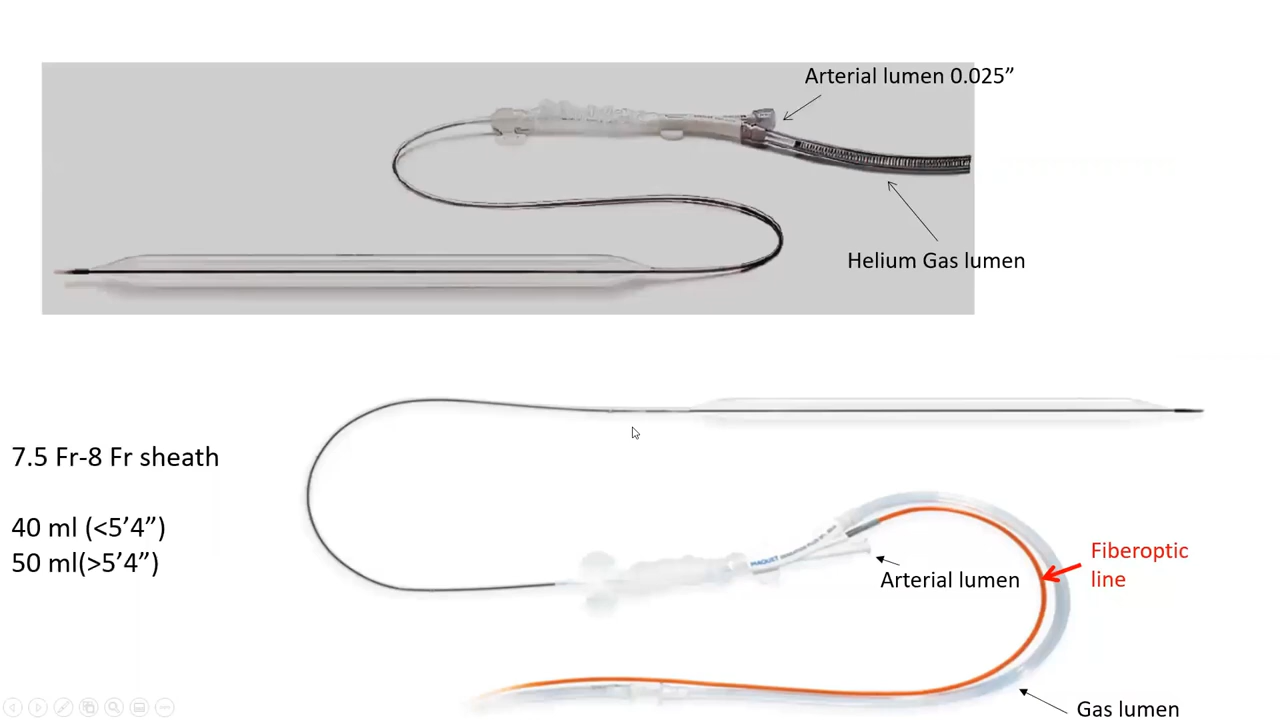 Arterial lumen 0.025”
Helium Gas lumen
7.5 Fr-8 Fr sheath
40 ml (<5’4”)
50 ml(>5’4”)
MAQUET
Fiberoptic
line
Arterial lumen
Gas lumen